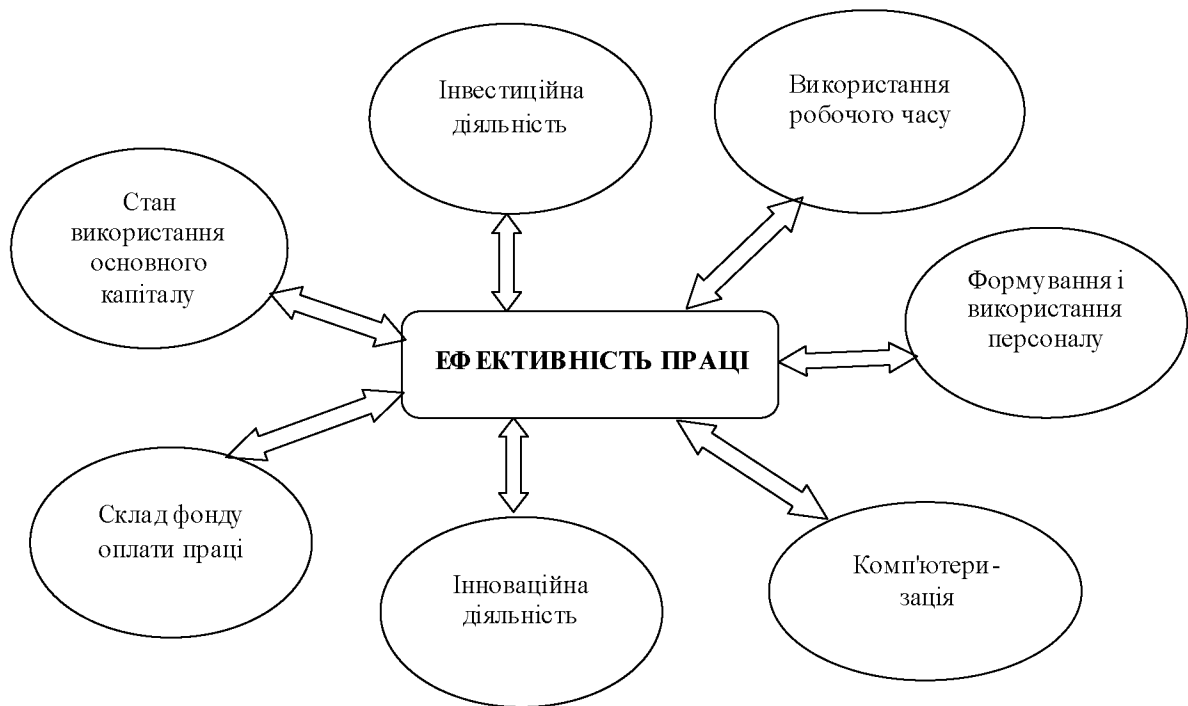 Інвестиційна
діяльність
Використання
робочого часу
Стан
використання
основного
капіталу
Формування і
використання
персоналу
ЕФЕКТИВНІСТЬ ПРАЦІ
Склад фонду
оплати праці
Інноваційна
діяльність
Комп'ютери-
зація